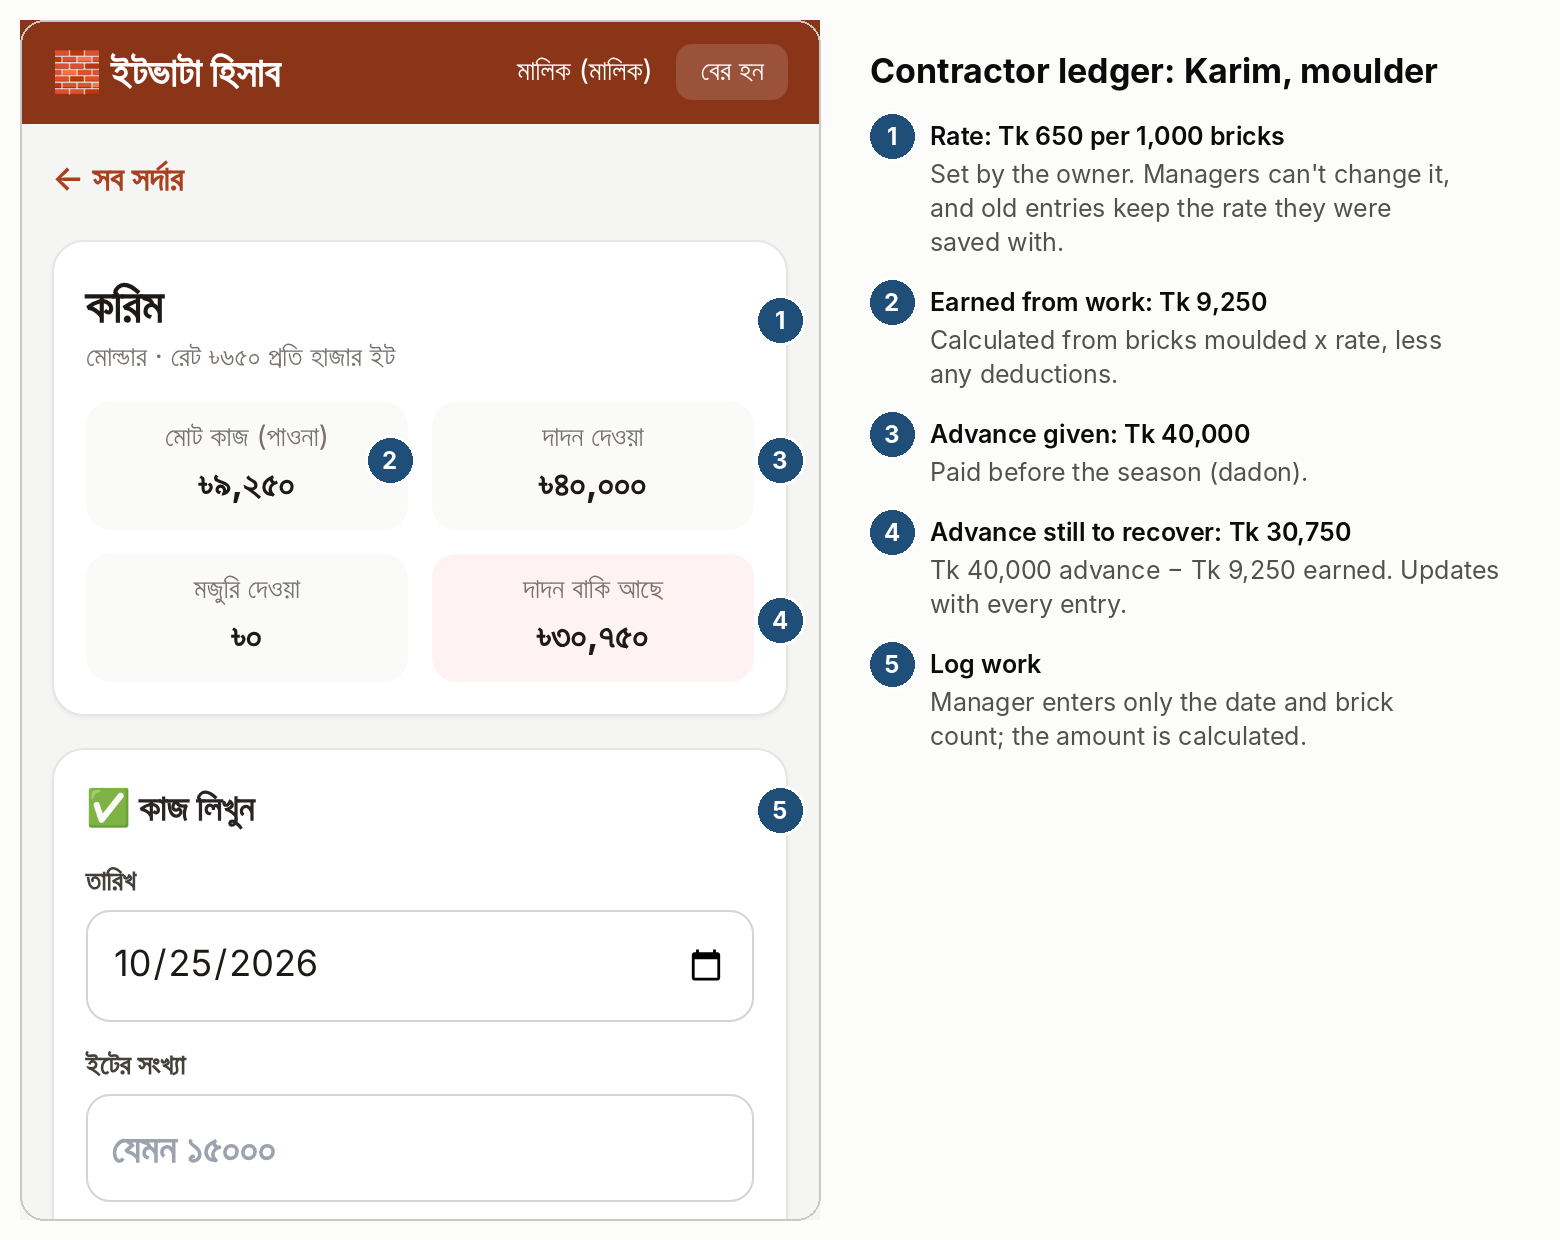 🧱 ইটভাটা হিসাব
মালিক (মালিক)
বের হন
← সব সর্দার
করিম
মোল্ডার · রেট ৳৬৫০ প্রতি হাজার ইট
1
মোট কাজ (পাওনা)
৳৯,২৫০
2
দাদন দেওয়া
৳৪০,০০০
3
মজুরি দেওয়া
৳০
দাদন বাকি আছে
৳৩০,৭৫০
4
✅ কাজ লিখুন
5
তারিখ
10/25/2026
ইটের সংখ্যা
যেমন ১৫০০০
Contractor ledger: Karim, moulder
1 Rate: Tk 650 per 1,000 bricks
Set by the owner. Managers can't change it,
and old entries keep the rate they were
saved with.
2 Earned from work: Tk 9,250
Calculated from bricks moulded x rate, less
any deductions.
3 Advance given: Tk 40,000
Paid before the season (dadon).
4 Advance still to recover: Tk 30,750
Tk 40,000 advance − Tk 9,250 earned. Updates
with every entry.
5 Log work
Manager enters only the date and brick
count; the amount is calculated.